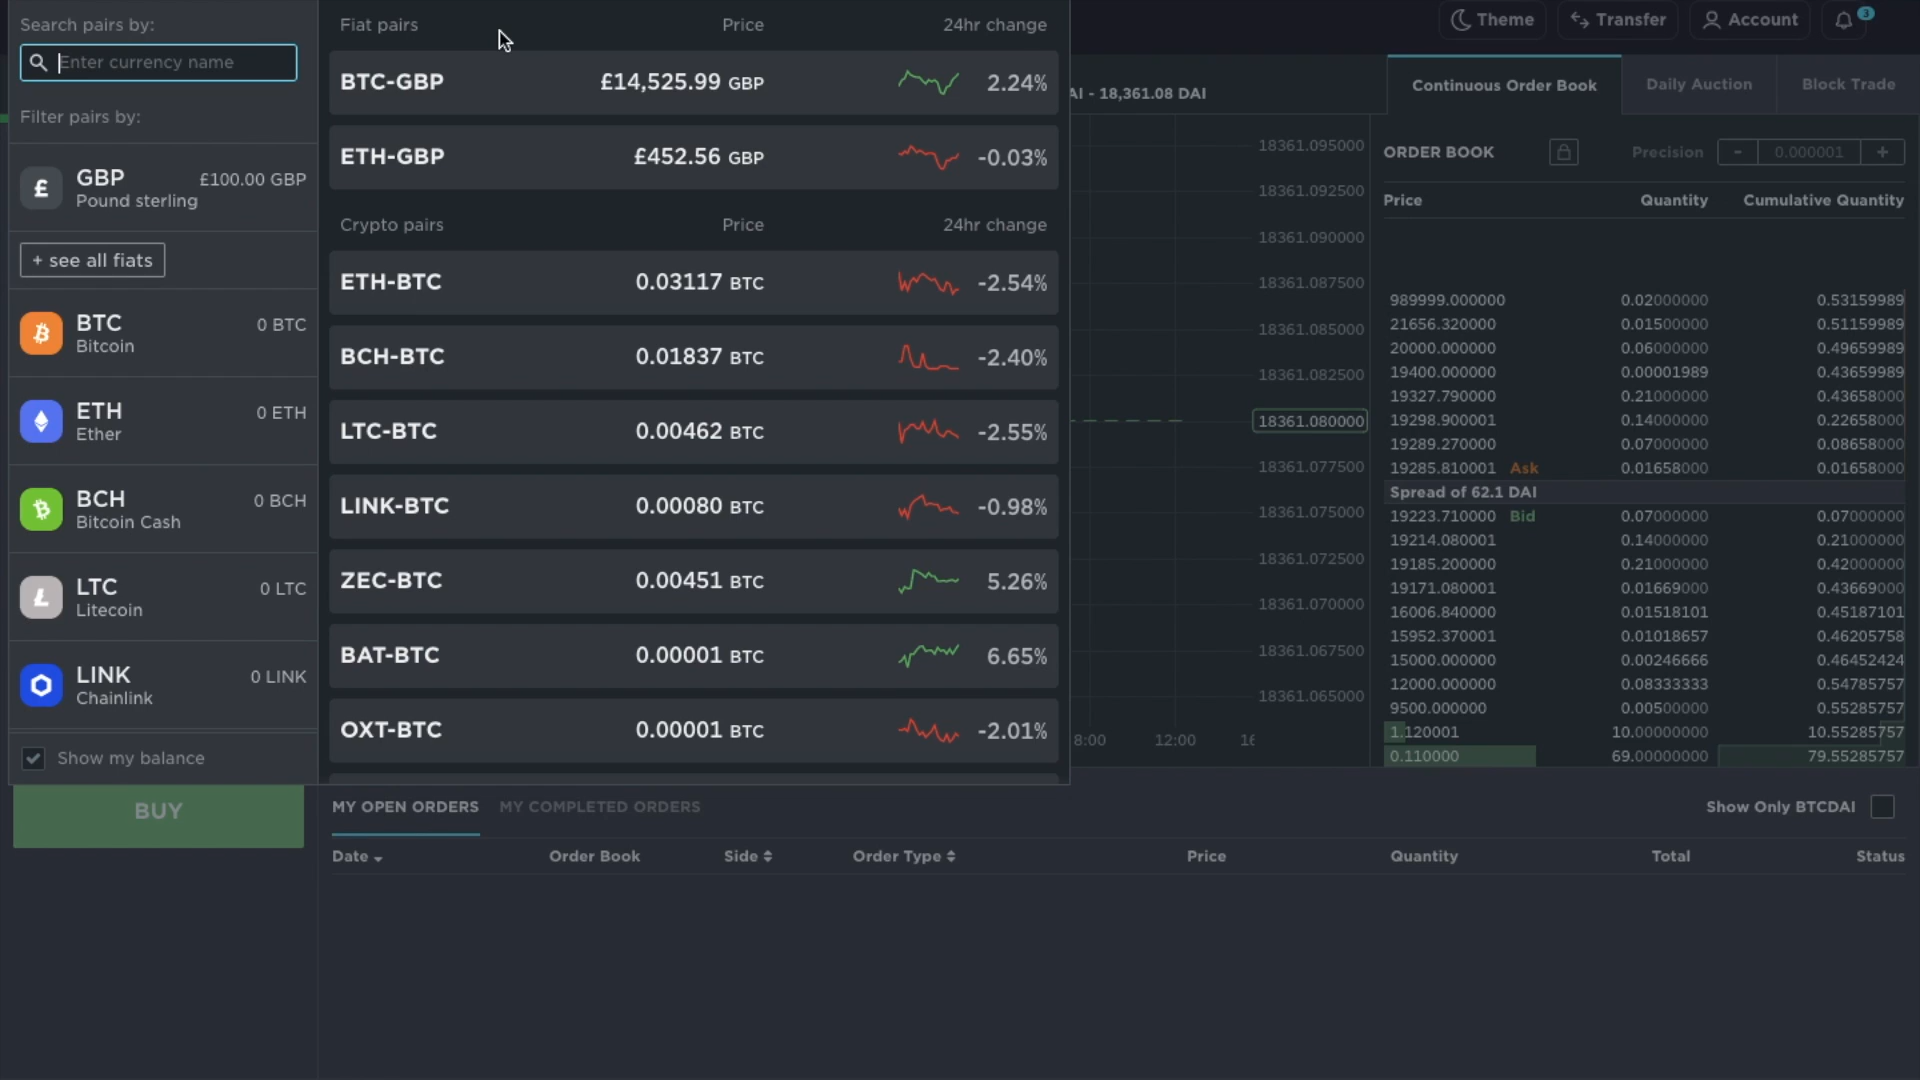 Search pairs by:
Enter currency name
Filter pairs by:
GBP £100.00 GBP
Pound sterling
+ see all fiats
BTC 0 BTC
Bitcoin
ETH 0 ETH
Ether
BCH 0 BCH
Bitcoin Cash
LTC 0 LTC
Litecoin
LINK 0 LINK
Chainlink
Show my balance
BUY
Fiat pairs Price 24hr change
BTC-GBP £14,525.99 GBP 2.24%
ETH-GBP £452.56 GBP -0.03%
Crypto pairs Price 24hr change
ETH-BTC 0.03117 BTC -2.54%
BCH-BTC 0.01837 BTC -2.40%
LTC-BTC 0.00462 BTC -2.55%
LINK-BTC 0.00080 BTC -0.98%
ZEC-BTC 0.00451 BTC 5.26%
BAT-BTC 0.00001 BTC 6.65%
OXT-BTC 0.00001 BTC -2.01%
Theme Transfer Account 3
AI - 18,361.08 DAI
18361.095000
18361.092500
18361.090000
18361.087500
18361.085000
18361.082500
18361.080000
18361.077500
18361.075000
18361.072500
18361.070000
18361.067500
18361.065000
8:00 12:00 16
Continuous Order Book Daily Auction Block Trade
ORDER BOOK Precision - 0.000001 +
Price Quantity Cumulative Quantity
989999.000000 0.02000000 0.53159989
21656.320000 0.01500000 0.51159989
20000.000000 0.06000000 0.49659989
19400.000000 0.00001989 0.43659989
19327.790000 0.21000000 0.43658000
19298.900001 0.14000000 0.22658000
19289.270000 0.07000000 0.08658000
19285.810001 Ask 0.01658000 0.01658000
Spread of 62.1 DAI
19223.710000 Bid 0.07000000 0.07000000
19214.080001 0.14000000 0.21000000
19185.200000 0.21000000 0.42000000
19171.080001 0.01669000 0.43669000
16006.840000 0.01518101 0.45187101
15952.370001 0.01018657 0.46205758
15000.000000 0.00246666 0.46452424
12000.000000 0.08333333 0.54785757
9500.000000 0.00500000 0.55285757
1.120001 10.00000000 10.55285757
0.110000 69.00000000 79.55285757
MY OPEN ORDERS MY COMPLETED ORDERS Show Only BTCDAI
Date Order Book Side Order Type Price Quantity Total Status